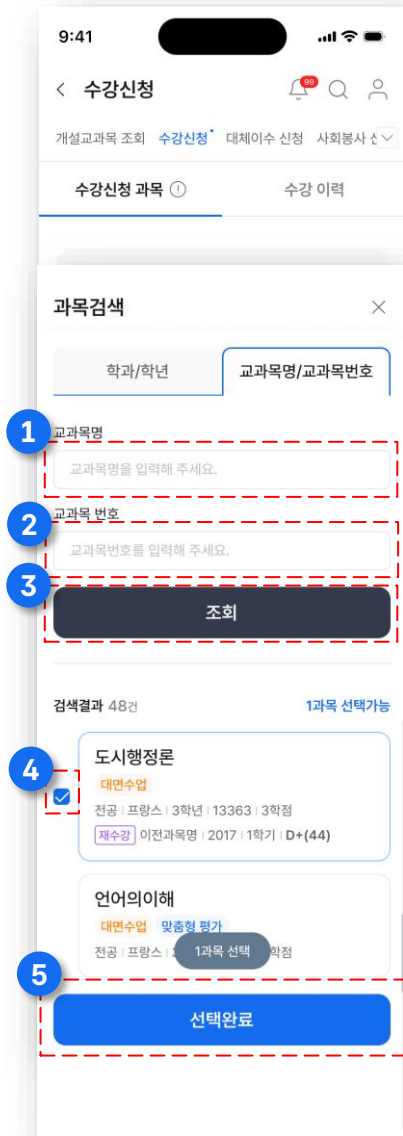 9:41
수강신청
99
개설교과목 조회 수강신청 대체이수 신청 사회봉사
수강신청 과목
수강 이력
과목검색
학과/학년
교과목명/교과목번호
1
교과목명
교과목명을 입력해 주세요.
2
교과목 번호
교과목번호를 입력해 주세요.
3
조회
검색결과 48건
1과목 선택가능
4
도시행정론
대면수업
전공 | 프랑스 | 3학년 | 13363 | 3학점
재수강 이전과목명 | 2017 | 1학기 | D+(44)
언어의이해
대면수업 맞춤형 평가
전공 | 프랑스 |
1과목 선택
학점
5
선택완료